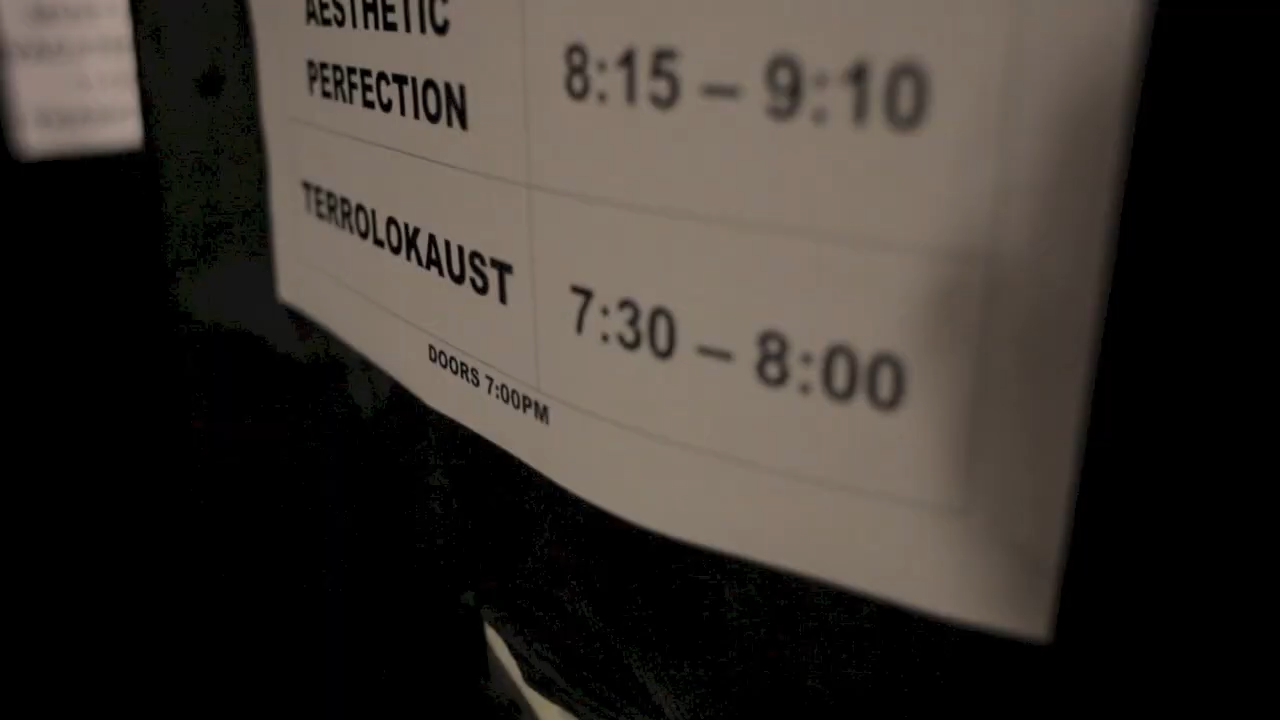 AESTHETIC
PERFECTION
8:15 – 9:10
TERROLOKAUST
7:30 – 8:00
DOORS 7:00PM